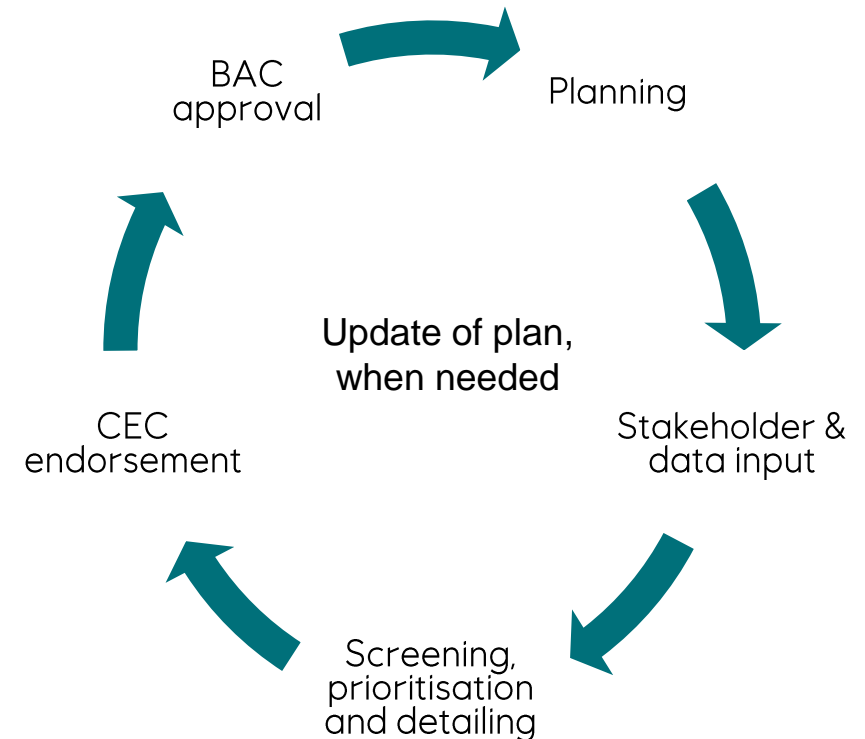 BAC
approval
Planning
Update of plan,
when needed
Stakeholder &
data input
CEC
endorsement
Screening,
prioritisation
and detailing